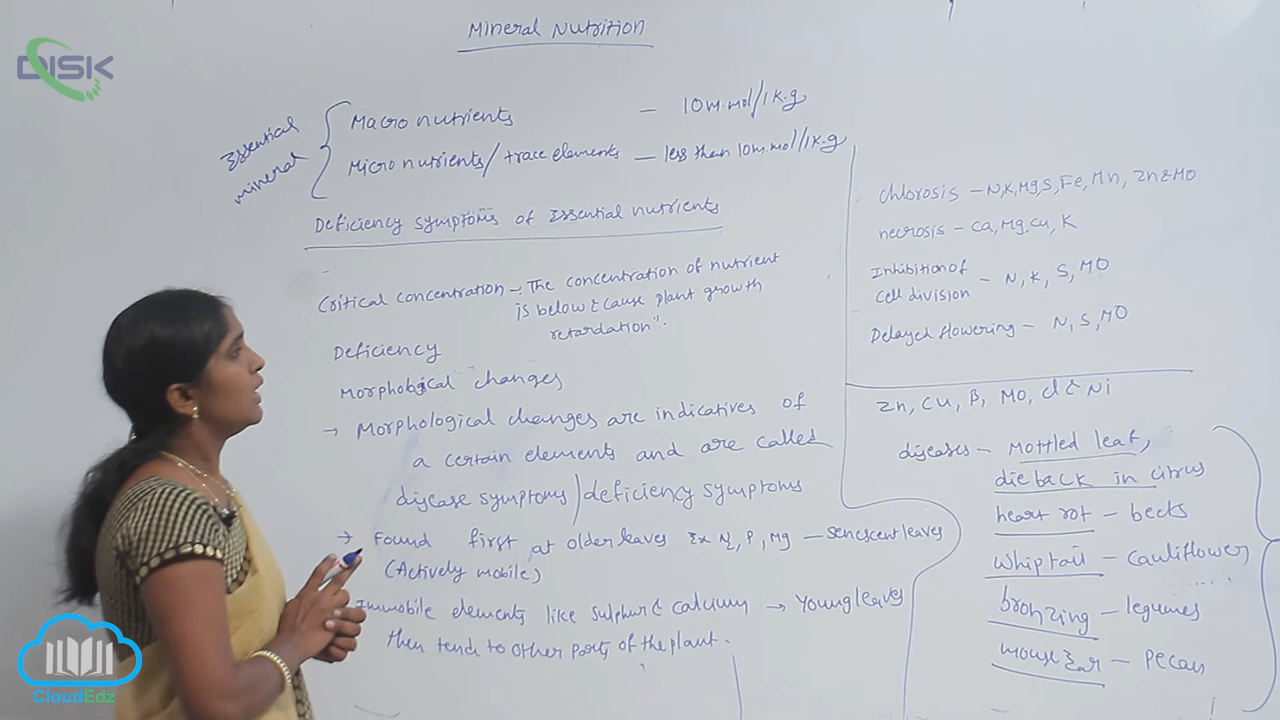 Mineral Nutrition
DISK
Essential mineral
Macro nutrients — 10m.mol/1K.g
Micro nutrients/trace elements — less then 10m.mol/1K.g
Deficiency symptoms of Essential nutrients
Critical concentration → The concentration of nutrient
is below & cause plant growth
retardation".
Deficiency
Morphological changes
→ Morphological changes are indicatives of
a certain elements and are called
disease symptoms/deficiency symptoms
→ Found first at older leaves Ex N, P, Mg — senescent leaves
(Actively mobile)
Immobile elements like sulphur & calcium → Young leaves
then tend to other parts of the plant.
chlorosis - N,K,Mg,S,Fe,Mn,Zn & MO
necrosis - Ca,Mg,Cu,K
Inhibition of
cell division - N, K, S, MO
Delayed flowering - N, S, MO
Zn, Cu, B, Mo, cl & Ni
diseases - Mottled leaf,
die back in citrus
heart rot - beets
whiptail - cauliflower
bronzing - legumes
mouse Ear - pecan
CloudEdz